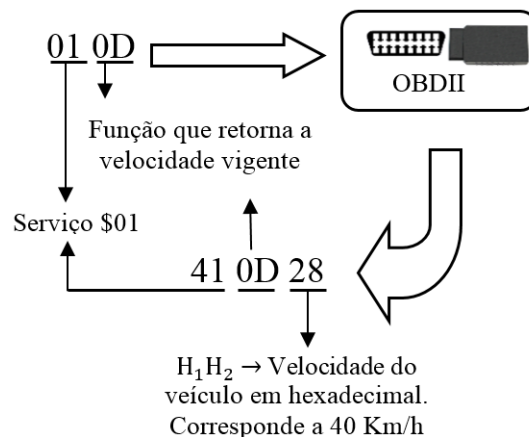 01 0D
OBDII
Função que retorna a
velocidade vigente
Serviço $01
41 0D 28
H₁H₂ → Velocidade do
veículo em hexadecimal.
Corresponde a 40 Km/h